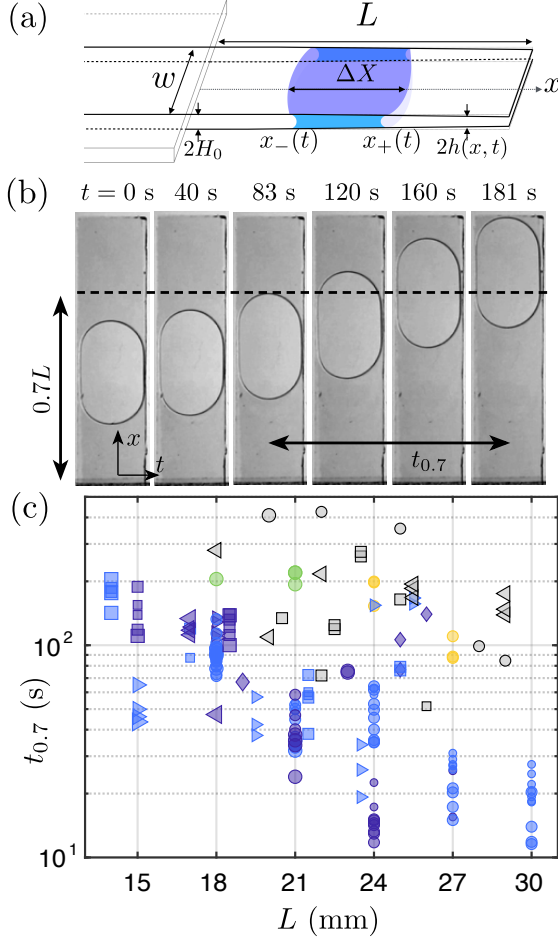 (a)
L
w
ΔX
x
2H₀
x₋(t)
x₊(t)
2h(x, t)
(b)
t = 0 s 40 s 83 s 120 s 160 s 181 s
0.7L
x
t
t₀.₇
(c)
t₀.₇ (s)
10²
10¹
15 18 21 24 27 30
L (mm)